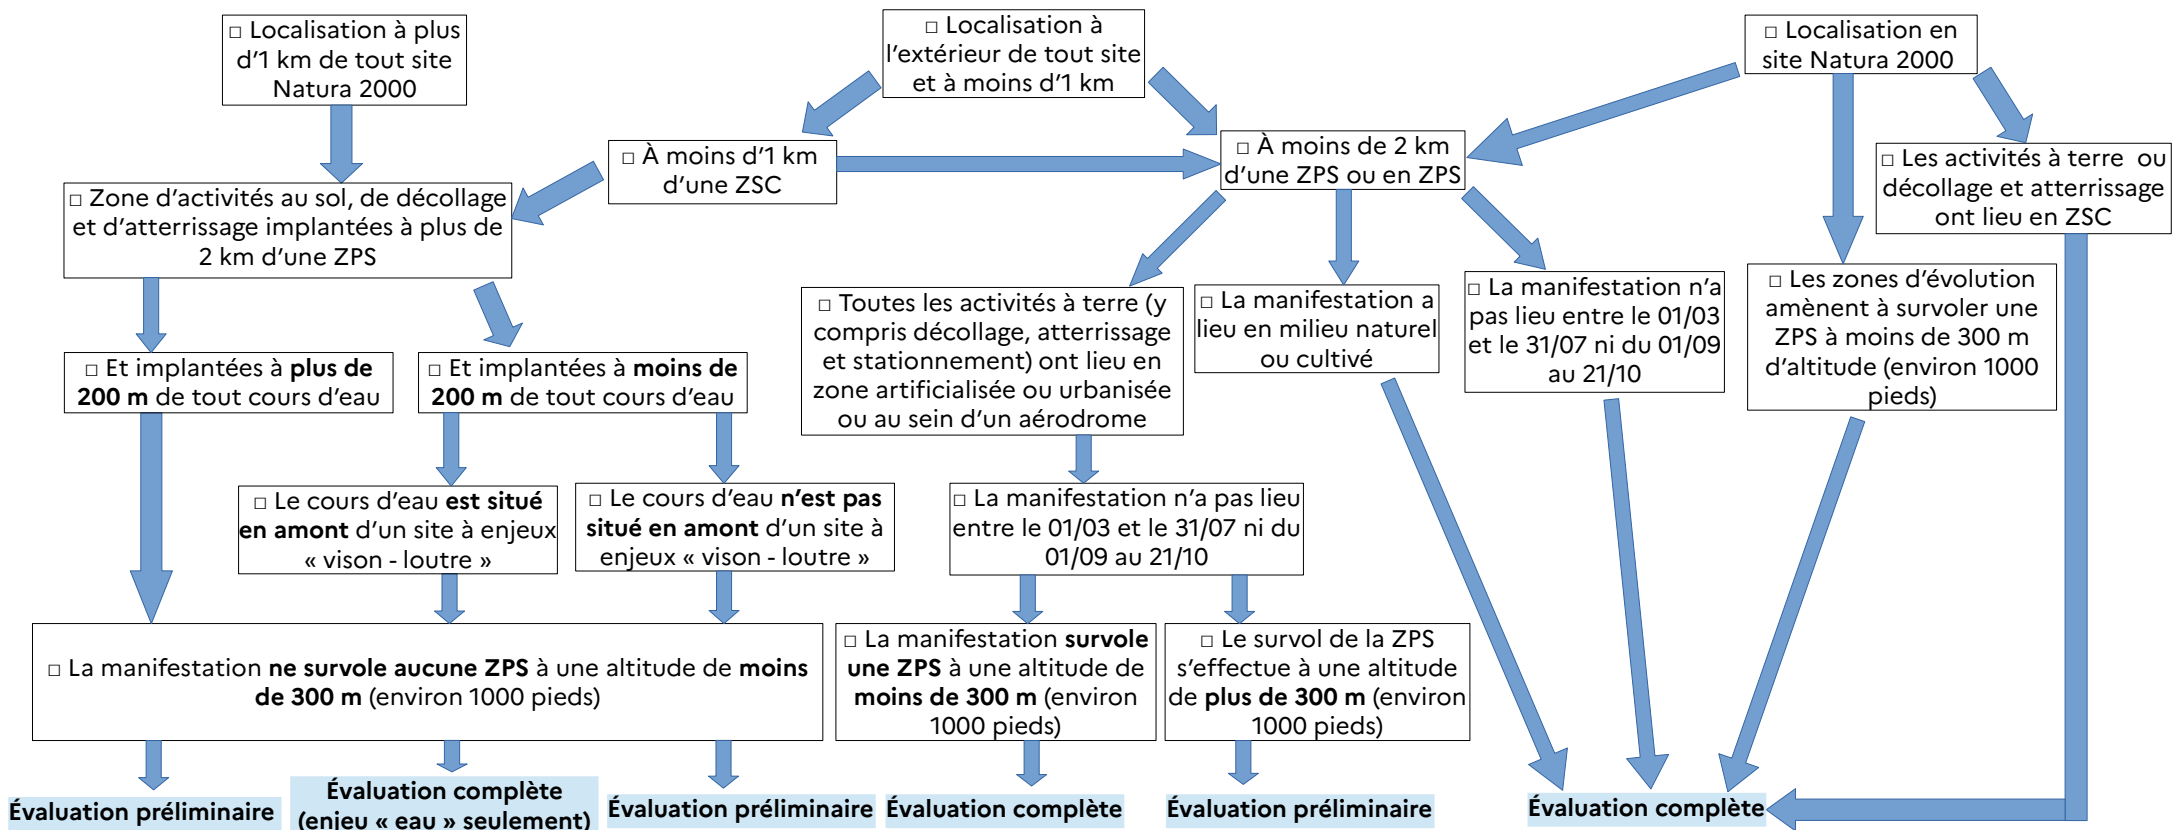 □ Localisation à plus
d'1 km de tout site
Natura 2000
□ Localisation à
l'extérieur de tout site
et à moins d'1 km
□ Localisation en
site Natura 2000
□ À moins d'1 km
d'une ZSC
□ À moins de 2 km
d'une ZPS ou en ZPS
□ Les activités à terre ou
décollage et atterrissage
ont lieu en ZSC
□ Zone d'activités au sol, de décollage
et d'atterrissage implantées à plus de
2 km d'une ZPS
□ Toutes les activités à terre (y
compris décollage, atterrissage
et stationnement) ont lieu en
zone artificialisée ou urbanisée
ou au sein d'un aérodrome
□ La manifestation a
lieu en milieu naturel
ou cultivé
□ La manifestation n'a
pas lieu entre le 01/03
et le 31/07 ni du 01/09
au 21/10
□ Les zones d'évolution
amènent à survoler une
ZPS à moins de 300 m
d'altitude (environ 1000
pieds)
□ Et implantées à plus de
200 m de tout cours d'eau
□ Et implantées à moins de
200 m de tout cours d'eau
□ Le cours d'eau est situé
en amont d'un site à enjeux
« vison - loutre »
□ Le cours d'eau n'est pas
situé en amont d'un site à
enjeux « vison - loutre »
□ La manifestation n'a pas lieu
entre le 01/03 et le 31/07 ni du
01/09 au 21/10
□ La manifestation ne survole aucune ZPS à une altitude de moins
de 300 m (environ 1000 pieds)
□ La manifestation survole
une ZPS à une altitude de
moins de 300 m (environ
1000 pieds)
□ Le survol de la ZPS
s'effectue à une altitude
de plus de 300 m (environ
1000 pieds)
Évaluation préliminaire
Évaluation complète
(enjeu « eau » seulement)
Évaluation préliminaire
Évaluation complète
Évaluation préliminaire
Évaluation complète